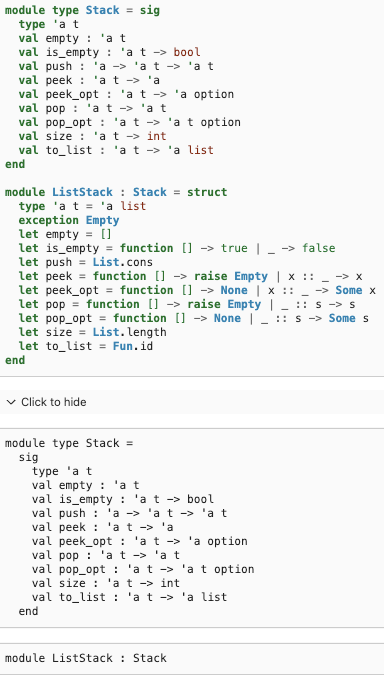 module type Stack = sig
  type 'a t
  val empty : 'a t
  val is_empty : 'a t -> bool
  val push : 'a -> 'a t -> 'a t
  val peek : 'a t -> 'a
  val peek_opt : 'a t -> 'a option
  val pop : 'a t -> 'a t
  val pop_opt : 'a t -> 'a t option
  val size : 'a t -> int
  val to_list : 'a t -> 'a list
end

module ListStack : Stack = struct
  type 'a t = 'a list
  exception Empty
  let empty = []
  let is_empty = function [] -> true | _ -> false
  let push = List.cons
  let peek = function [] -> raise Empty | x :: _ -> x
  let peek_opt = function [] -> None | x :: _ -> Some x
  let pop = function [] -> raise Empty | _ :: s -> s
  let pop_opt = function [] -> None | _ :: s -> Some s
  let size = List.length
  let to_list = Fun.id
end

Click to hide

module type Stack =
  sig
    type 'a t
    val empty : 'a t
    val is_empty : 'a t -> bool
    val push : 'a -> 'a t -> 'a t
    val peek : 'a t -> 'a
    val peek_opt : 'a t -> 'a option
    val pop : 'a t -> 'a t
    val pop_opt : 'a t -> 'a t option
    val size : 'a t -> int
    val to_list : 'a t -> 'a list
  end

module ListStack : Stack